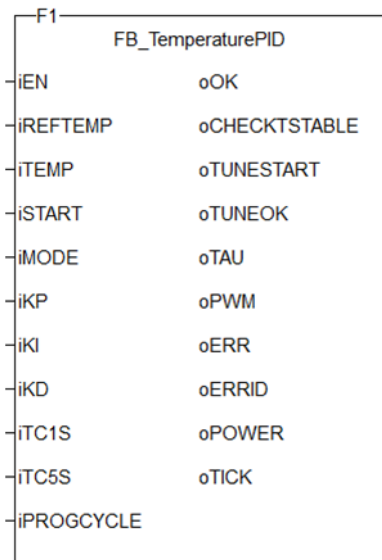 F1
FB_TemperaturePID
iEN oOK
iREFTEMP oCHECKTSTABLE
iTEMP oTUNESTART
iSTART oTUNEOK
iMODE oTAU
iKP oPWM
iKI oERR
iKD oERRID
iTC1S oPOWER
iTC5S oTICK
iPROGCYCLE